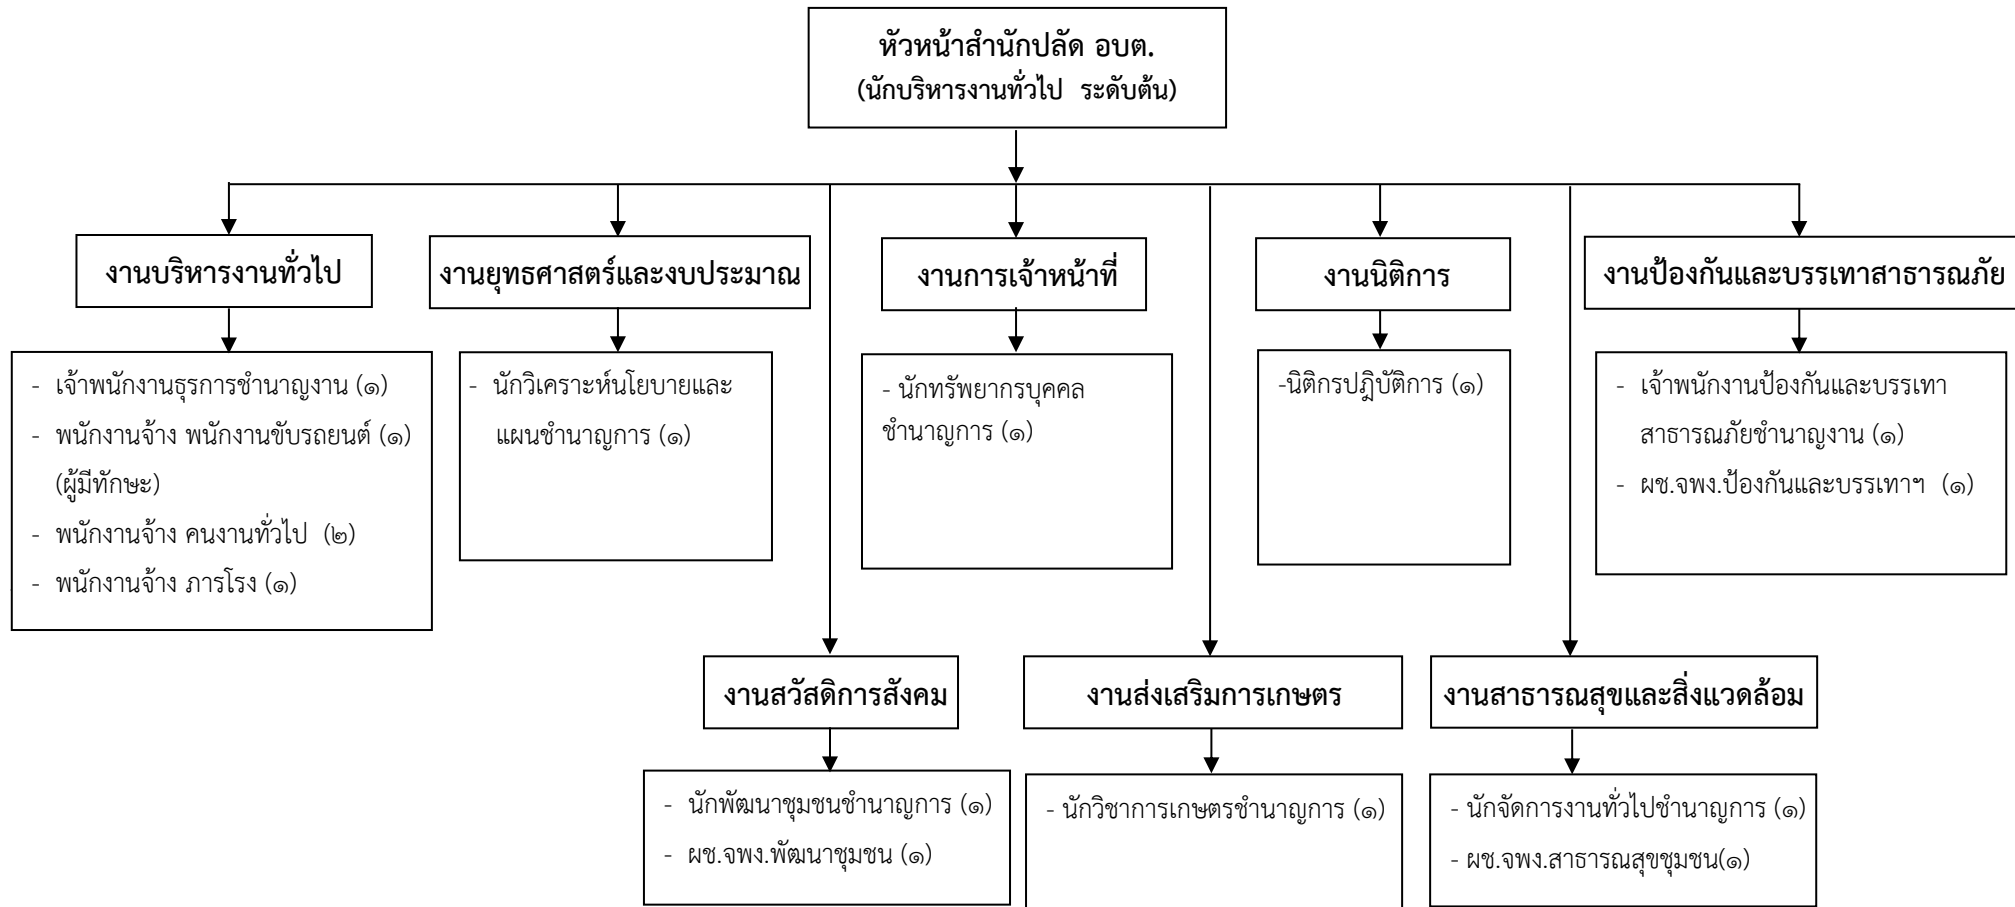 หัวหน้าสำนักปลัด อบต.
(นักบริหารงานทั่วไป ระดับต้น)
งานบริหารงานทั่วไป
งานยุทธศาสตร์และงบประมาณ
งานการเจ้าหน้าที่
งานนิติการ
งานป้องกันและบรรเทาสาธารณภัย
- เจ้าพนักงานธุรการชำนาญงาน (๑)
- พนักงานจ้าง พนักงานขับรถยนต์ (๑)
(ผู้มีทักษะ)
- พนักงานจ้าง คนงานทั่วไป (๒)
- พนักงานจ้าง ภารโรง (๑)
- นักวิเคราะห์นโยบายและ
แผนชำนาญการ (๑)
- นักทรัพยากรบุคคล
ชำนาญการ (๑)
-นิติกรปฏิบัติการ (๑)
- เจ้าพนักงานป้องกันและบรรเทา
สาธารณภัยชำนาญงาน (๑)
- ผช.จพง.ป้องกันและบรรเทาฯ (๑)
งานสวัสดิการสังคม
งานส่งเสริมการเกษตร
งานสาธารณสุขและสิ่งแวดล้อม
- นักพัฒนาชุมชนชำนาญการ (๑)
- ผช.จพง.พัฒนาชุมชน (๑)
- นักวิชาการเกษตรชำนาญการ (๑)
- นักจัดการงานทั่วไปชำนาญการ (๑)
- ผช.จพง.สาธารณสุขชุมชน(๑)